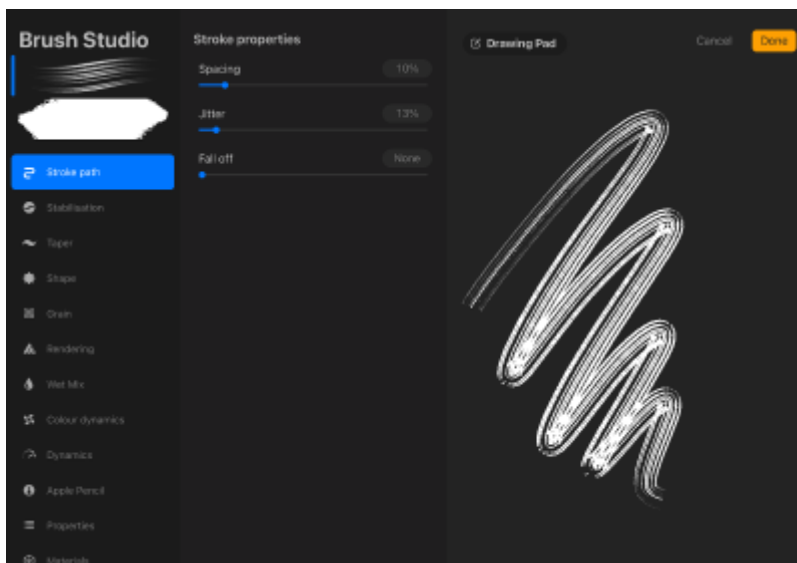 Brush Studio
Stroke path
Stabilisation
Taper
Shape
Grain
Rendering
Wet Mix
Colour dynamics
Dynamics
Apple Pencil
Properties
Materials
Stroke properties
Spacing 10%
Jitter 13%
Fall off None
Drawing Pad
Cancel
Done